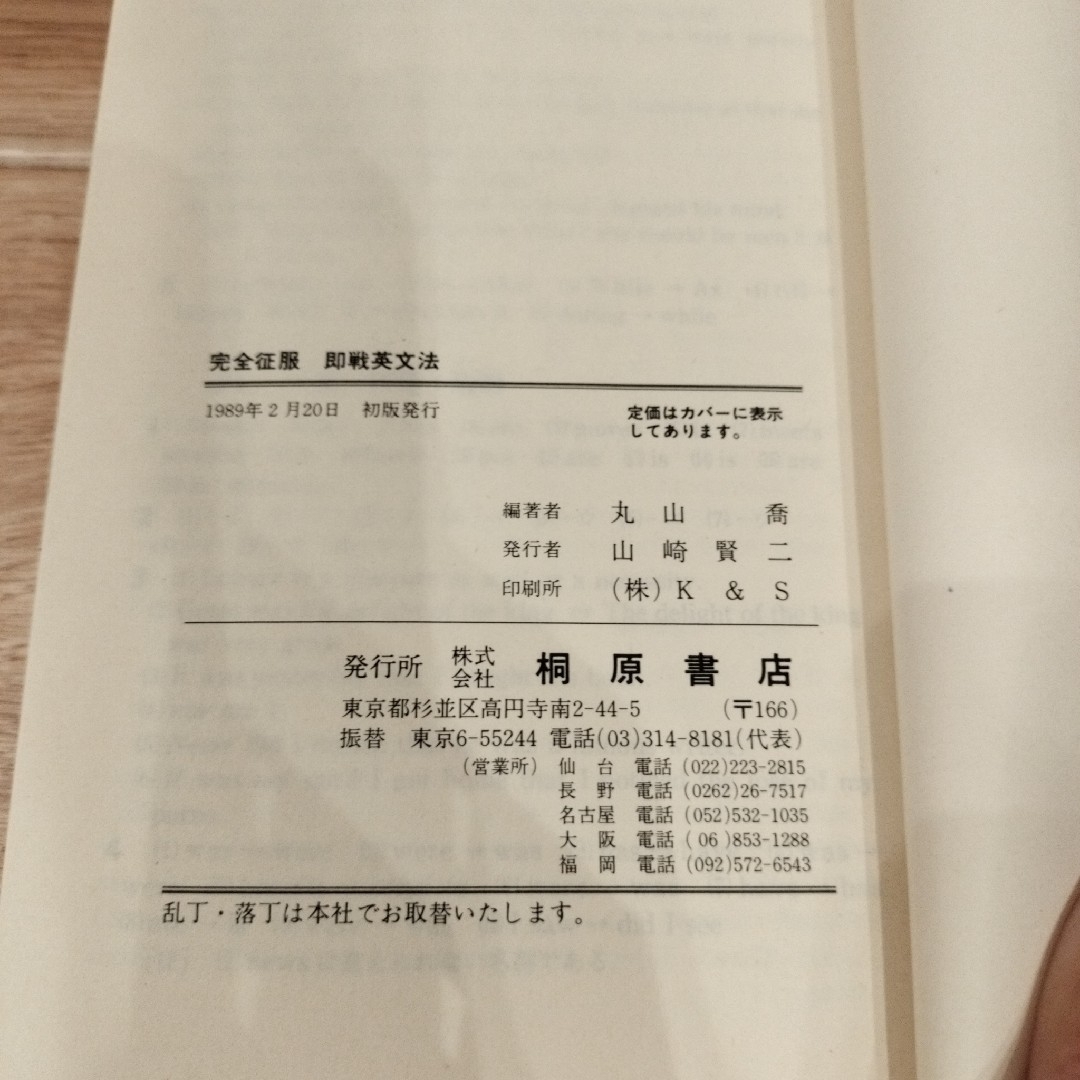 完全征服　即戦英文法
1989年2月20日　初版発行
定価はカバーに表示
してあります。
編著者　丸山　喬
発行者　山崎賢二
印刷所　(株)K & S
発行所　株式会社　桐原書店
東京都杉並区高円寺南2-44-5　(〒166)
振替　東京6-55244　電話(03)314-8181(代表)
(営業所)　仙台　電話(022)223-2815
長野　電話(0262)26-7517
名古屋　電話(052)532-1035
大阪　電話(06)853-1288
福岡　電話(092)572-6543
乱丁・落丁は本社でお取替いたします。